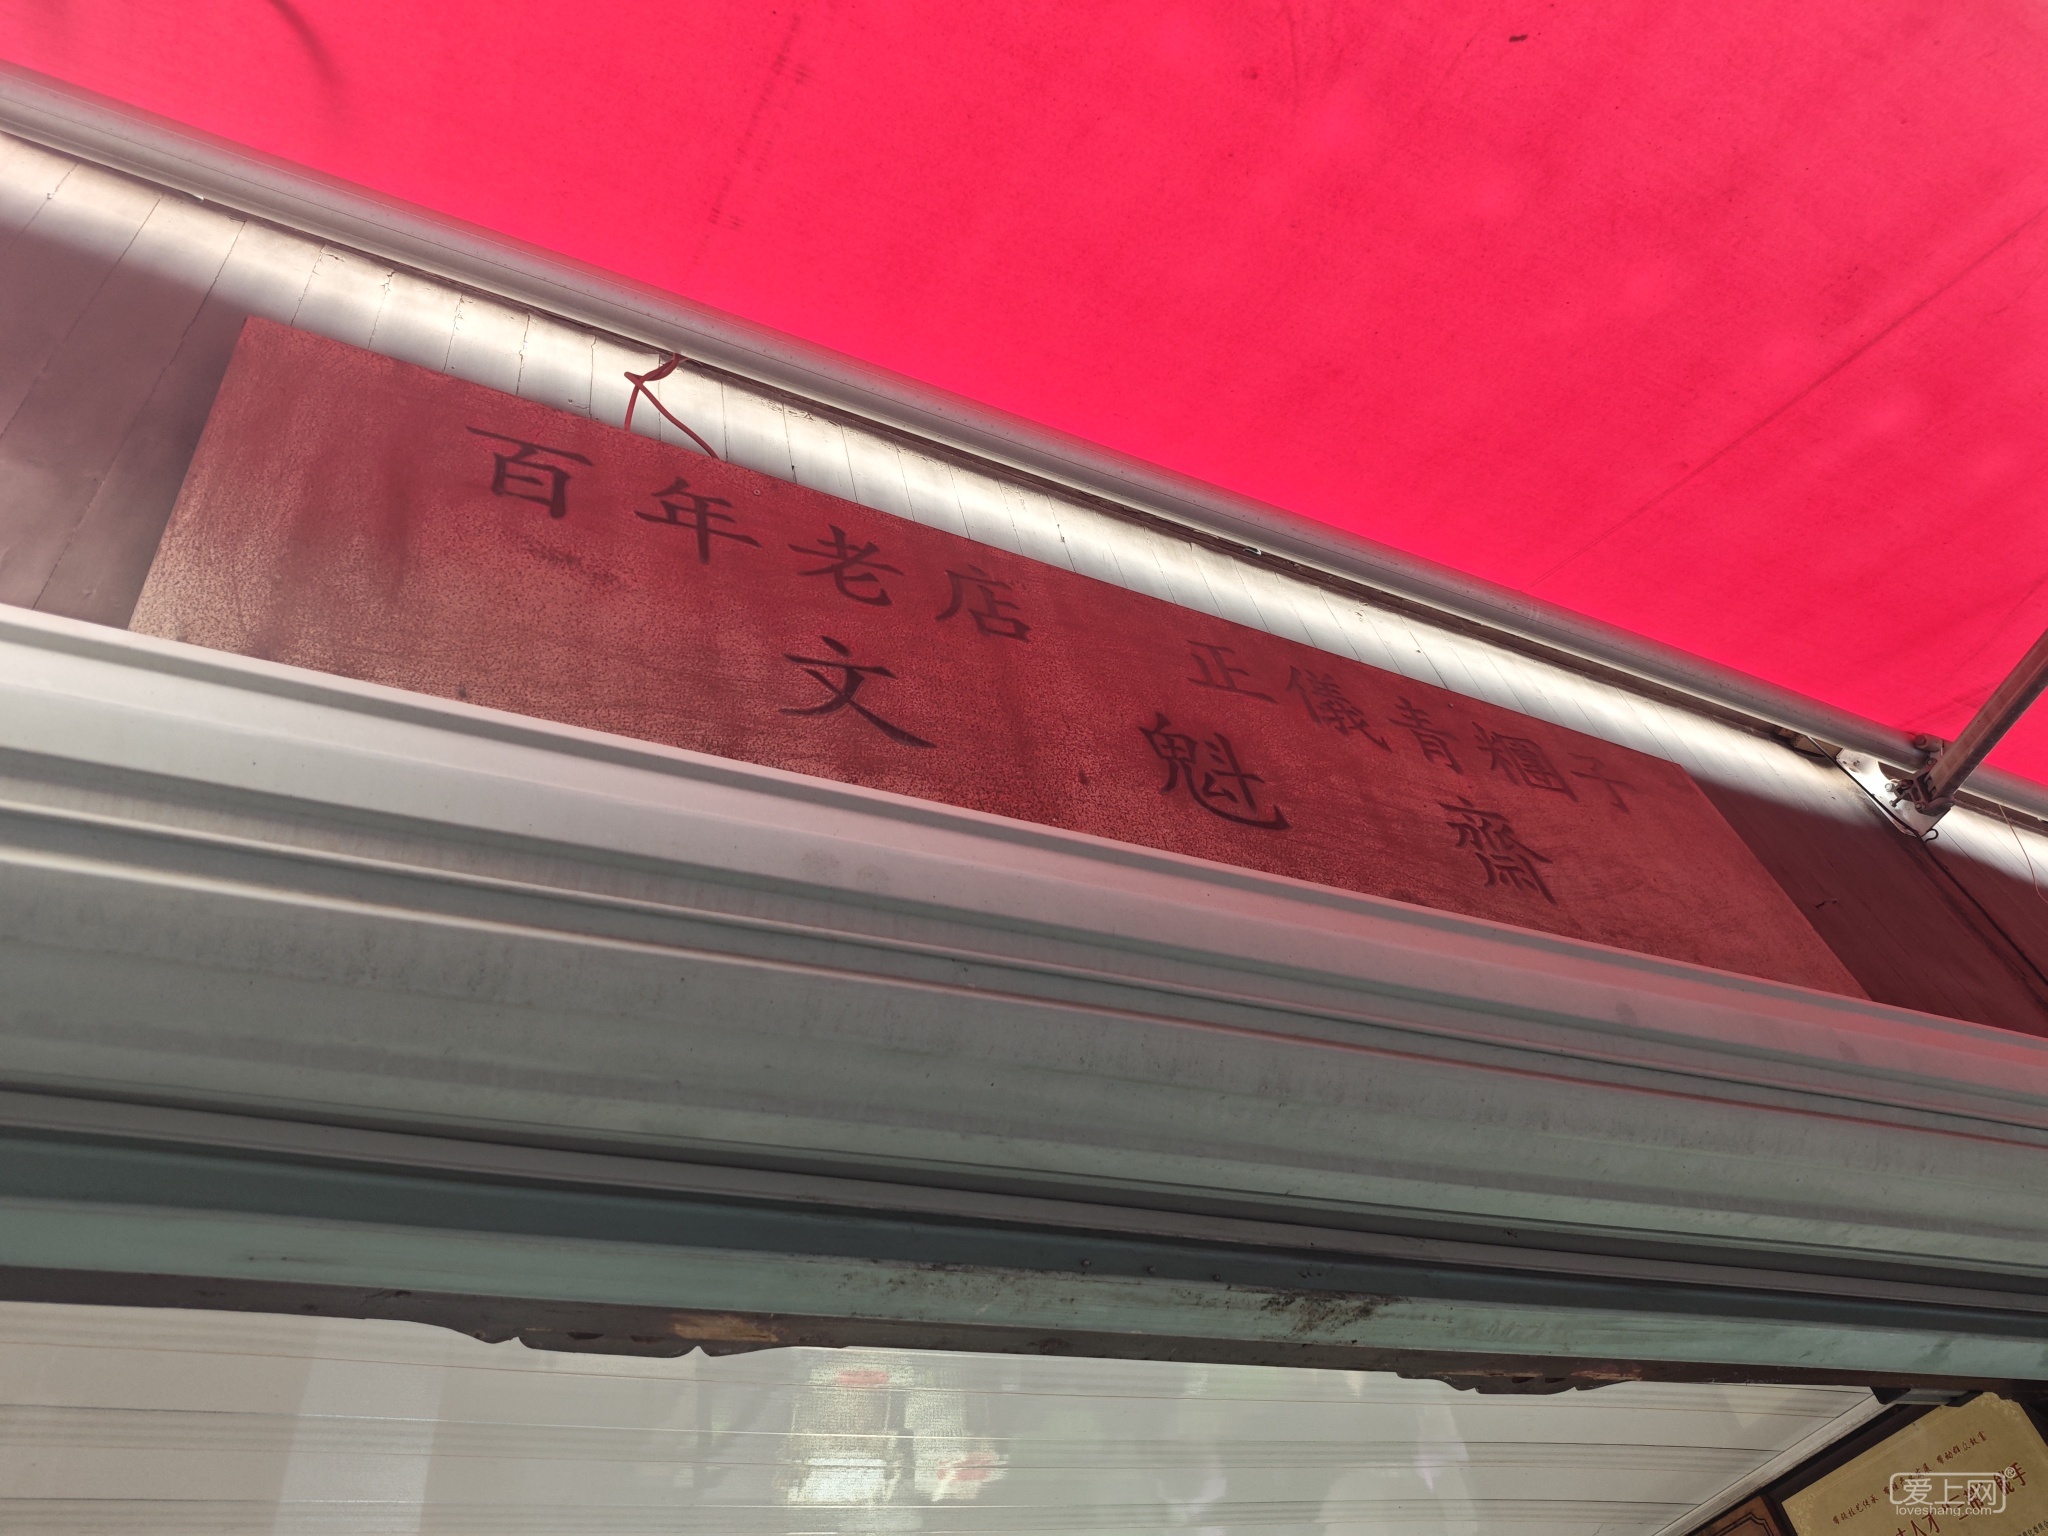 百年老店 正儀青糰子
文魁齋
爱上网®
loveshang.com